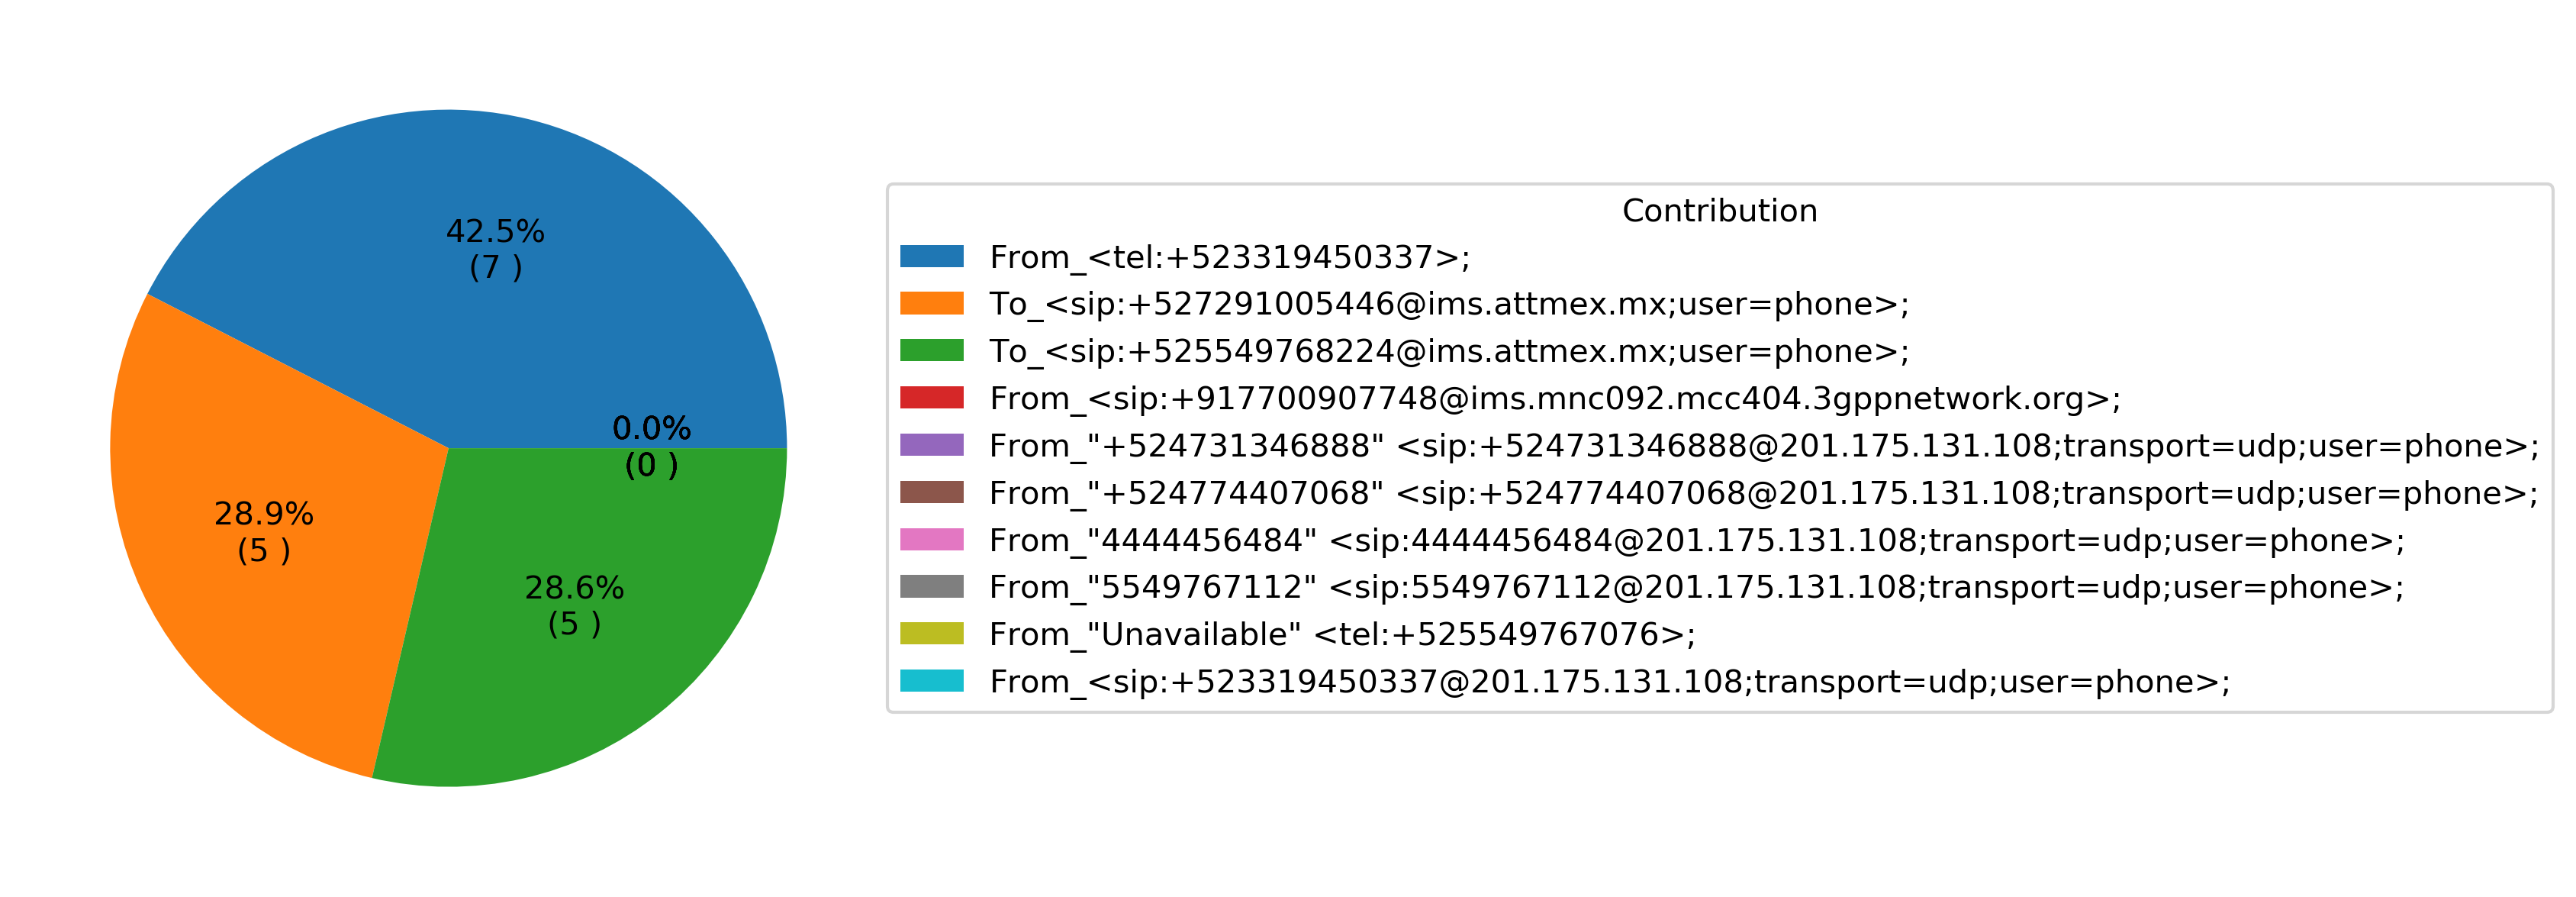 42.5%
(7 )
0.0%
(0 )
28.9%
(5 )
28.6%
(5 )
Contribution
From_<tel:+523319450337>;
To_<sip:+527291005446@ims.attmex.mx;user=phone>;
To_<sip:+525549768224@ims.attmex.mx;user=phone>;
From_<sip:+917700907748@ims.mnc092.mcc404.3gppnetwork.org>;
From_"+524731346888" <sip:+524731346888@201.175.131.108;transport=udp;user=phone>;
From_"+524774407068" <sip:+524774407068@201.175.131.108;transport=udp;user=phone>;
From_"4444456484" <sip:4444456484@201.175.131.108;transport=udp;user=phone>;
From_"5549767112" <sip:5549767112@201.175.131.108;transport=udp;user=phone>;
From_"Unavailable" <tel:+525549767076>;
From_<sip:+523319450337@201.175.131.108;transport=udp;user=phone>;